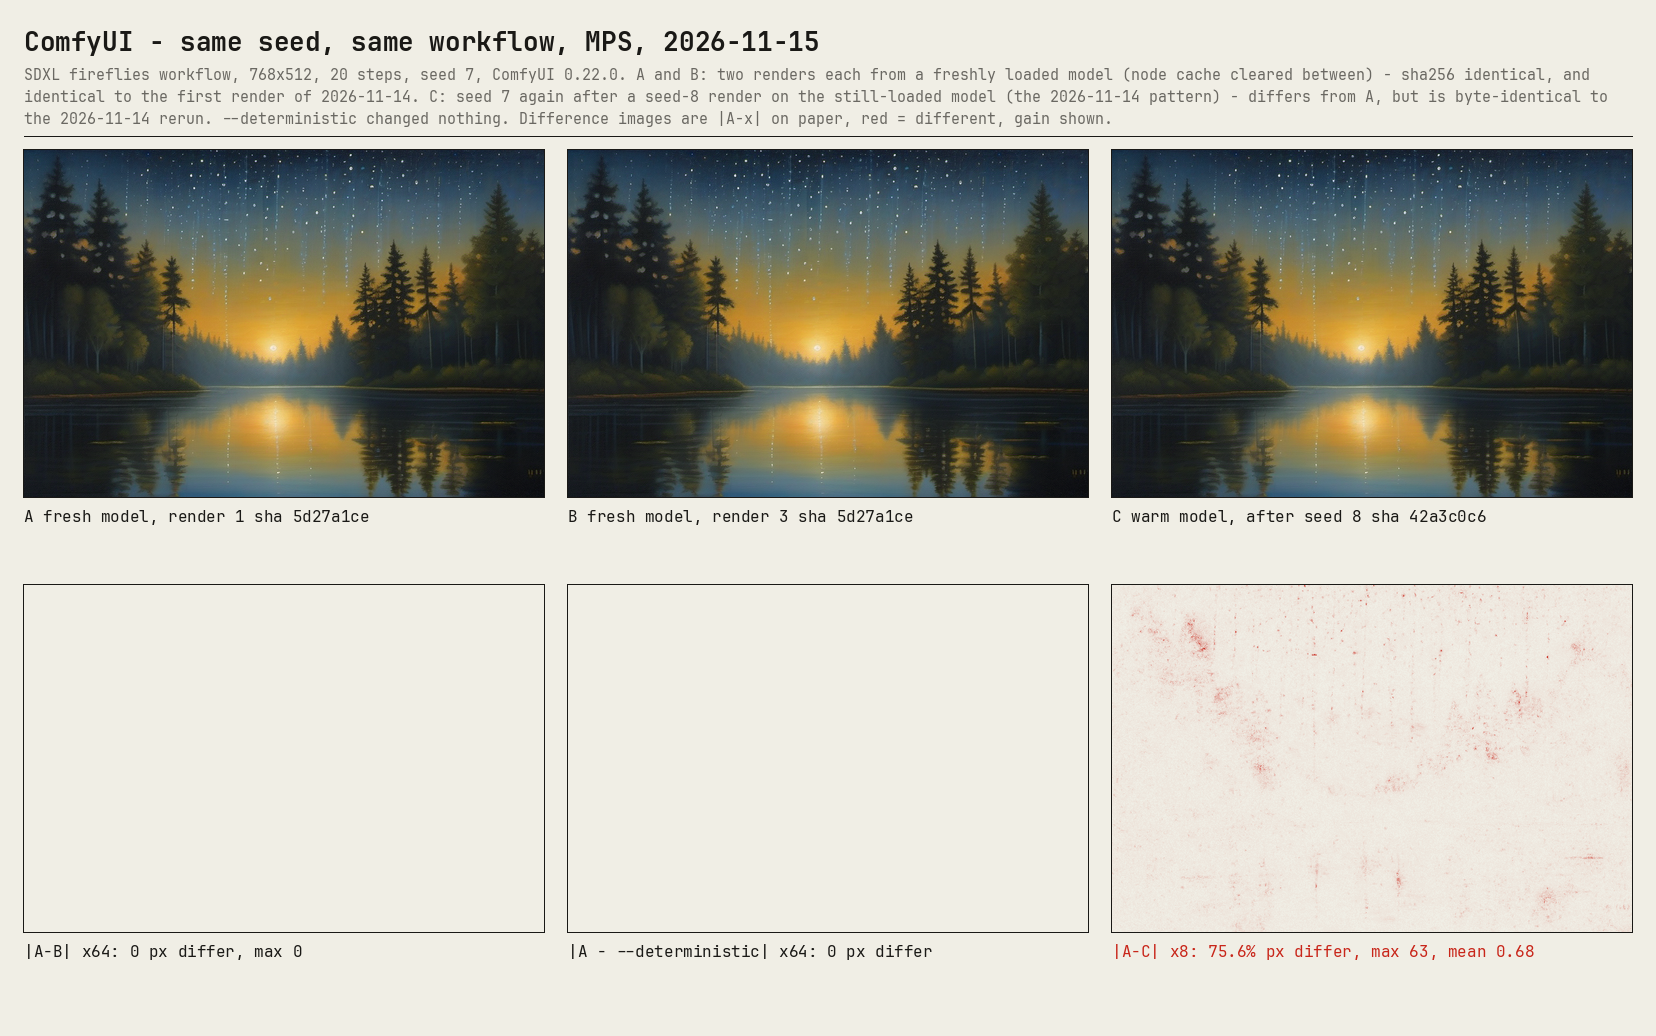 ComfyUI - same seed, same workflow, MPS, 2026-11-15
SDXL fireflies workflow, 768x512, 20 steps, seed 7, ComfyUI 0.22.0. A and B: two renders each from a freshly loaded model (node cache cleared between) - sha256 identical, and
identical to the first render of 2026-11-14. C: seed 7 again after a seed-8 render on the still-loaded model (the 2026-11-14 pattern) - differs from A, but is byte-identical to
the 2026-11-14 rerun. --deterministic changed nothing. Difference images are |A-x| on paper, red = different, gain shown.
A fresh model, render 1 sha 5d27a1ce
B fresh model, render 3 sha 5d27a1ce
C warm model, after seed 8 sha 42a3c0c6
|A-B| x64: 0 px differ, max 0
|A - --deterministic| x64: 0 px differ
|A-C| x8: 75.6% px differ, max 63, mean 0.68